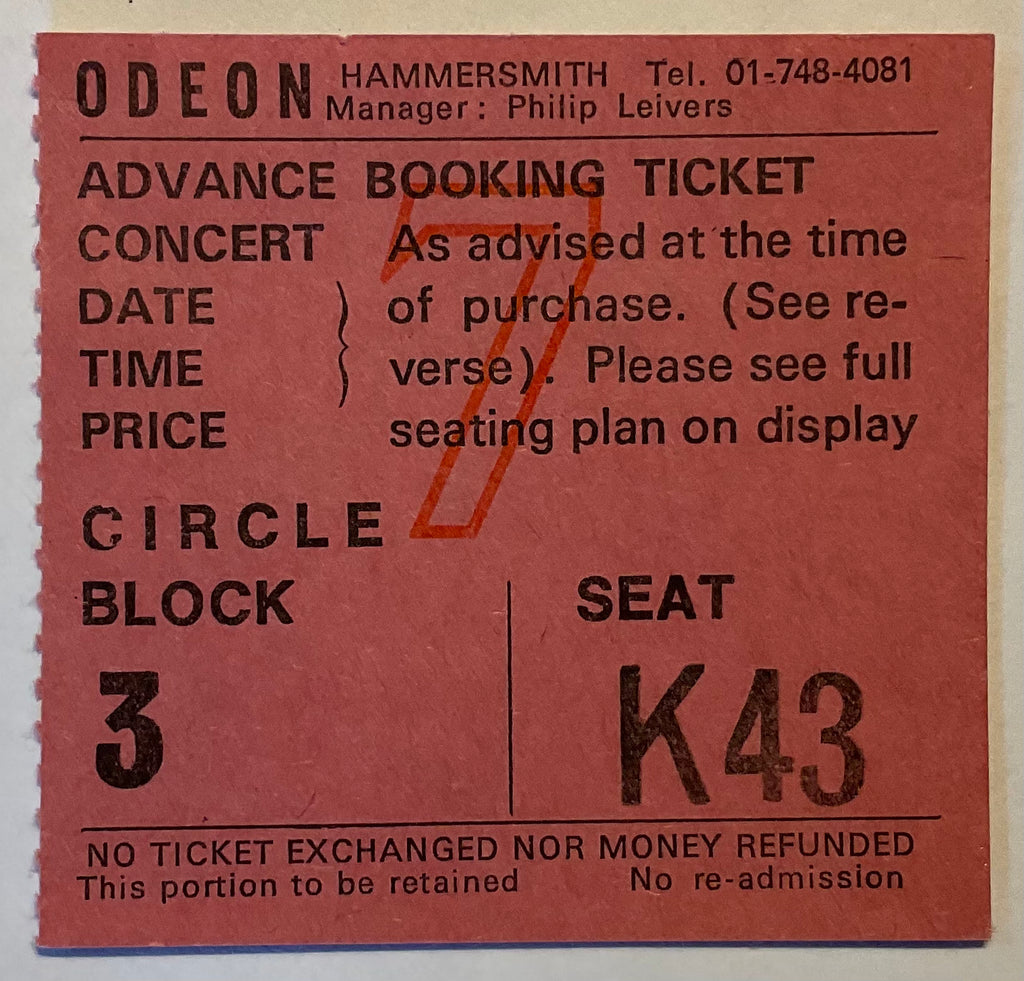 ODEON HAMMERSMITH Tel. 01-748-4081
Manager: Philip Leivers
ADVANCE BOOKING TICKET
CONCERT As advised at the time
DATE of purchase. (See re-
TIME verse). Please see full
PRICE seating plan on display
7
CIRCLE
BLOCK SEAT
3 K43
NO TICKET EXCHANGED NOR MONEY REFUNDED
This portion to be retained No re-admission